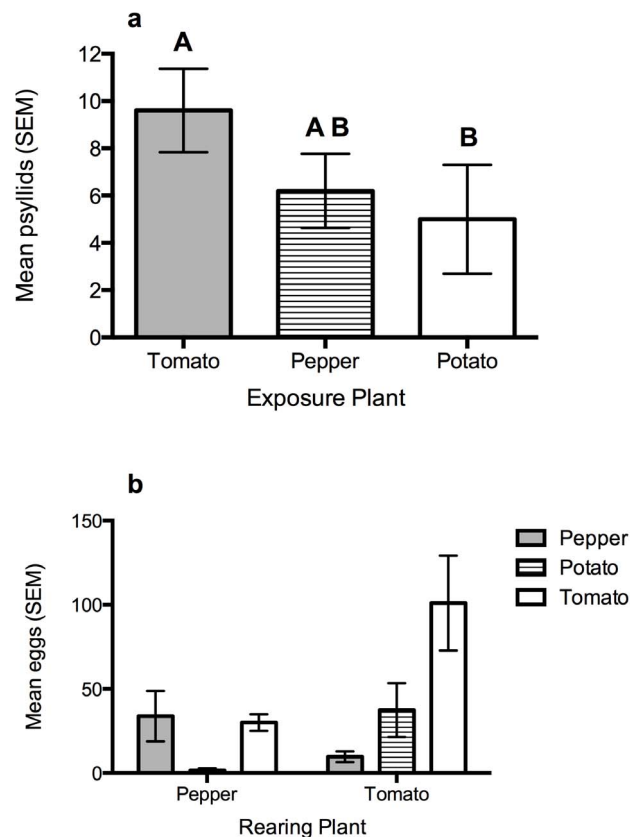 a
Mean psyllids (SEM)
12
10
8
6
4
2
0
A
A B
B
Tomato Pepper Potato
Exposure Plant
b
Mean eggs (SEM)
150
100
50
0
Pepper Tomato
Rearing Plant
Pepper
Potato
Tomato